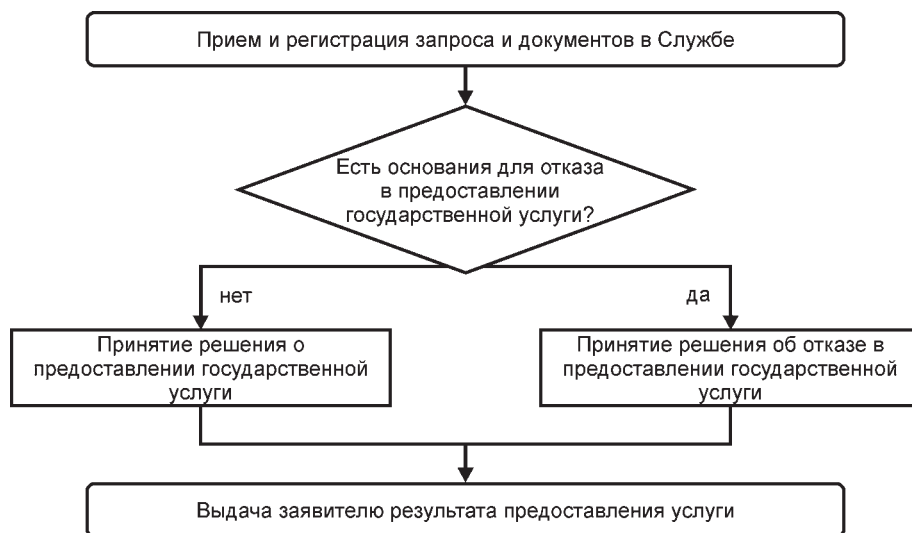 Прием и регистрация запроса и документов в Службе
Есть основания для отказа
в предоставлении
государственной услуги?
нет
да
Принятие решения о
предоставлении государственной
услуги
Принятие решения об отказе в
предоставлении государственной
услуги
Выдача заявителю результата предоставления услуги